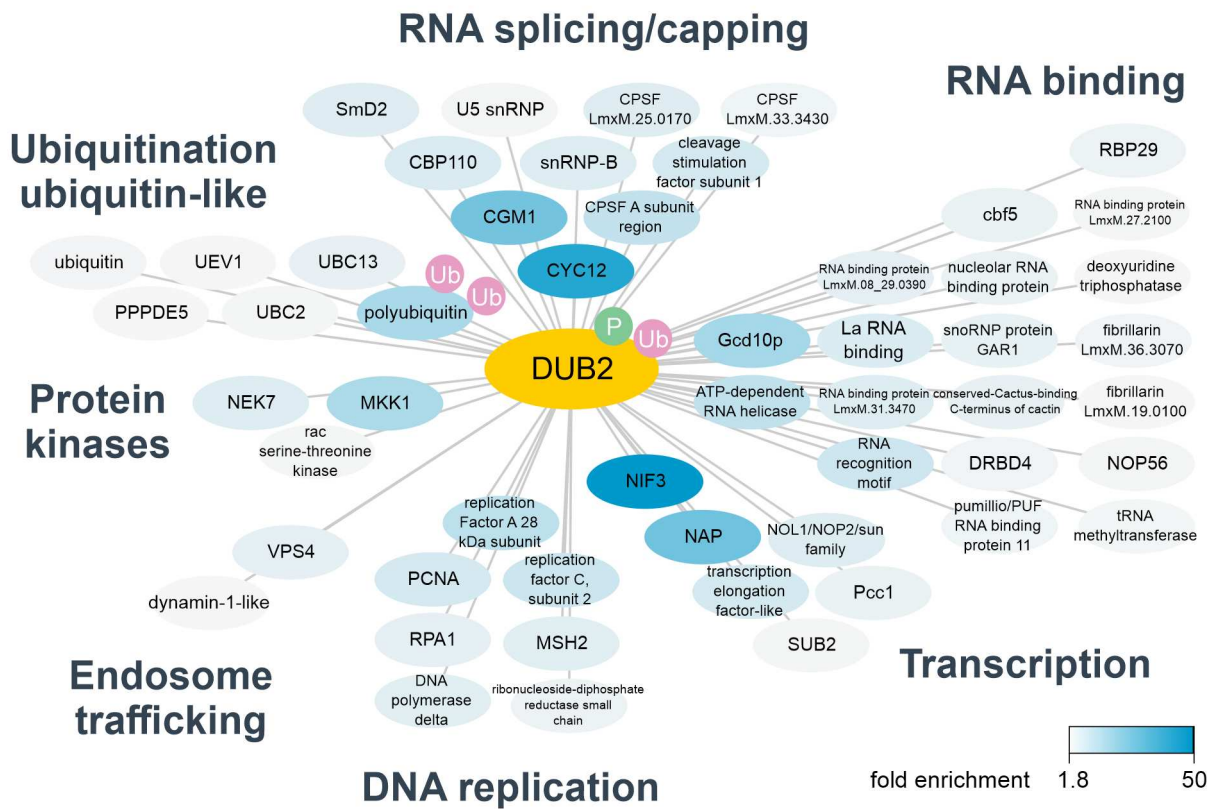 RNA splicing/capping
RNA binding
Ubiquitination
ubiquitin-like
SmD2
U5 snRNP
CPSF
LmxM.25.0170
CPSF
LmxM.33.3430
CBP110
snRNP-B
cleavage
stimulation
factor subunit 1
CGM1
CPSF A subunit
region
CYC12
RBP29
cbf5
RNA binding protein
LmxM.27.2100
RNA binding protein
LmxM.08_29.0390
nucleolar RNA
binding protein
deoxyuridine
triphosphatase
ubiquitin
UEV1
UBC13
Ub
Ub
PPPDE5
UBC2
polyubiquitin
P
Ub
DUB2
Gcd10p
La RNA
binding
snoRNP protein
GAR1
fibrillarin
LmxM.36.3070
Protein
kinases
NEK7
MKK1
rac
serine-threonine
kinase
ATP-dependent
RNA helicase
RNA binding protein
LmxM.31.3470
conserved-Cactus-binding
C-terminus of cactin
fibrillarin
LmxM.19.0100
RNA
recognition
motif
DRBD4
NOP56
pumillio/PUF
RNA binding
protein 11
tRNA
methyltransferase
NIF3
NAP
NOL1/NOP2/sun
family
transcription
elongation
factor-like
Pcc1
SUB2
Transcription
VPS4
dynamin-1-like
Endosome
trafficking
replication
Factor A 28
kDa subunit
PCNA
replication
factor C,
subunit 2
RPA1
MSH2
DNA
polymerase
delta
ribonucleoside-diphosphate
reductase small
chain
DNA replication
fold enrichment
1.8
50